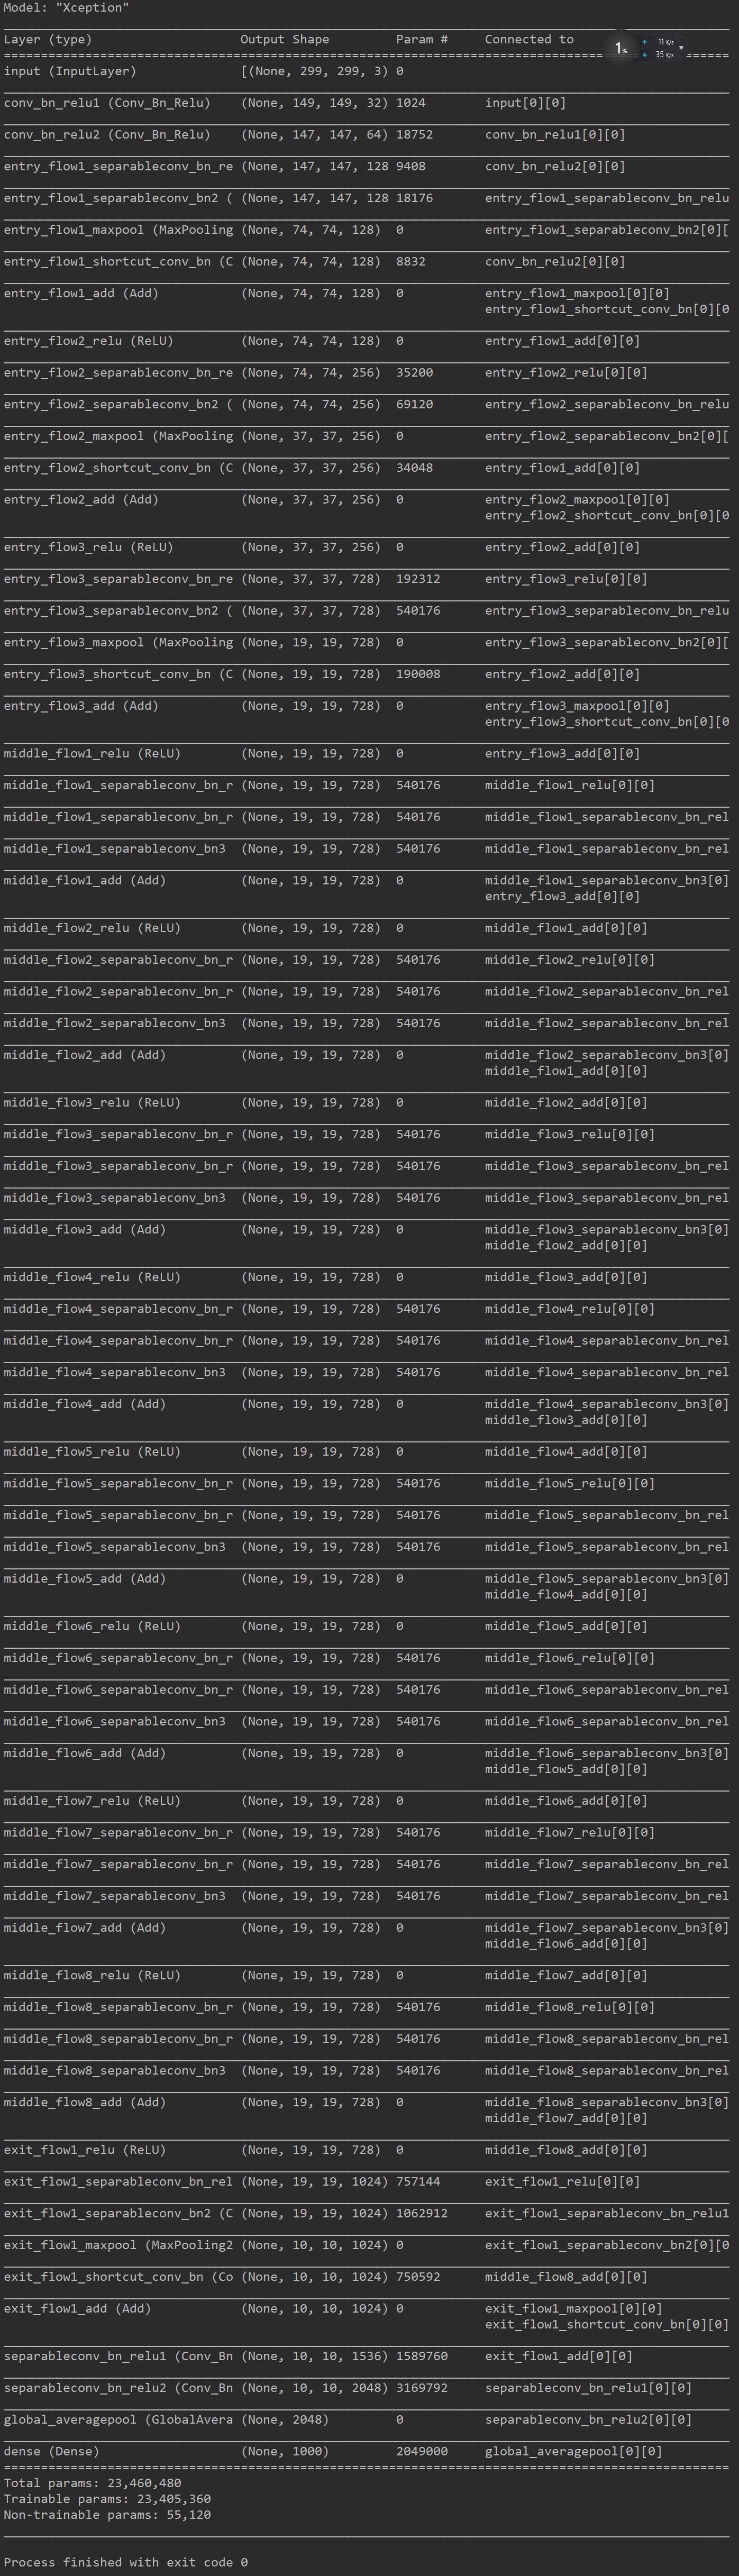 Model: "Xception"
Layer (type) Output Shape Param # Connected to
1% ↑ 11 K/s
↓ 35 K/s
input (InputLayer) [(None, 299, 299, 3) 0
conv_bn_relu1 (Conv_Bn_Relu) (None, 149, 149, 32) 1024 input[0][0]
conv_bn_relu2 (Conv_Bn_Relu) (None, 147, 147, 64) 18752 conv_bn_relu1[0][0]
entry_flow1_separableconv_bn_re (None, 147, 147, 128 9408 conv_bn_relu2[0][0]
entry_flow1_separableconv_bn2 ( (None, 147, 147, 128 18176 entry_flow1_separableconv_bn_relu
entry_flow1_maxpool (MaxPooling (None, 74, 74, 128) 0 entry_flow1_separableconv_bn2[0][
entry_flow1_shortcut_conv_bn (C (None, 74, 74, 128) 8832 conv_bn_relu2[0][0]
entry_flow1_add (Add) (None, 74, 74, 128) 0 entry_flow1_maxpool[0][0]
entry_flow1_shortcut_conv_bn[0][0
entry_flow2_relu (ReLU) (None, 74, 74, 128) 0 entry_flow1_add[0][0]
entry_flow2_separableconv_bn_re (None, 74, 74, 256) 35200 entry_flow2_relu[0][0]
entry_flow2_separableconv_bn2 ( (None, 74, 74, 256) 69120 entry_flow2_separableconv_bn_relu
entry_flow2_maxpool (MaxPooling (None, 37, 37, 256) 0 entry_flow2_separableconv_bn2[0][
entry_flow2_shortcut_conv_bn (C (None, 37, 37, 256) 34048 entry_flow1_add[0][0]
entry_flow2_add (Add) (None, 37, 37, 256) 0 entry_flow2_maxpool[0][0]
entry_flow2_shortcut_conv_bn[0][0
entry_flow3_relu (ReLU) (None, 37, 37, 256) 0 entry_flow2_add[0][0]
entry_flow3_separableconv_bn_re (None, 37, 37, 728) 192312 entry_flow3_relu[0][0]
entry_flow3_separableconv_bn2 ( (None, 37, 37, 728) 540176 entry_flow3_separableconv_bn_relu
entry_flow3_maxpool (MaxPooling (None, 19, 19, 728) 0 entry_flow3_separableconv_bn2[0][
entry_flow3_shortcut_conv_bn (C (None, 19, 19, 728) 190008 entry_flow2_add[0][0]
entry_flow3_add (Add) (None, 19, 19, 728) 0 entry_flow3_maxpool[0][0]
entry_flow3_shortcut_conv_bn[0][0
middle_flow1_relu (ReLU) (None, 19, 19, 728) 0 entry_flow3_add[0][0]
middle_flow1_separableconv_bn_r (None, 19, 19, 728) 540176 middle_flow1_relu[0][0]
middle_flow1_separableconv_bn_r (None, 19, 19, 728) 540176 middle_flow1_separableconv_bn_rel
middle_flow1_separableconv_bn3 (None, 19, 19, 728) 540176 middle_flow1_separableconv_bn_rel
middle_flow1_add (Add) (None, 19, 19, 728) 0 middle_flow1_separableconv_bn3[0]
entry_flow3_add[0][0]
middle_flow2_relu (ReLU) (None, 19, 19, 728) 0 middle_flow1_add[0][0]
middle_flow2_separableconv_bn_r (None, 19, 19, 728) 540176 middle_flow2_relu[0][0]
middle_flow2_separableconv_bn_r (None, 19, 19, 728) 540176 middle_flow2_separableconv_bn_rel
middle_flow2_separableconv_bn3 (None, 19, 19, 728) 540176 middle_flow2_separableconv_bn_rel
middle_flow2_add (Add) (None, 19, 19, 728) 0 middle_flow2_separableconv_bn3[0]
middle_flow1_add[0][0]
middle_flow3_relu (ReLU) (None, 19, 19, 728) 0 middle_flow2_add[0][0]
middle_flow3_separableconv_bn_r (None, 19, 19, 728) 540176 middle_flow3_relu[0][0]
middle_flow3_separableconv_bn_r (None, 19, 19, 728) 540176 middle_flow3_separableconv_bn_rel
middle_flow3_separableconv_bn3 (None, 19, 19, 728) 540176 middle_flow3_separableconv_bn_rel
middle_flow3_add (Add) (None, 19, 19, 728) 0 middle_flow3_separableconv_bn3[0]
middle_flow2_add[0][0]
middle_flow4_relu (ReLU) (None, 19, 19, 728) 0 middle_flow3_add[0][0]
middle_flow4_separableconv_bn_r (None, 19, 19, 728) 540176 middle_flow4_relu[0][0]
middle_flow4_separableconv_bn_r (None, 19, 19, 728) 540176 middle_flow4_separableconv_bn_rel
middle_flow4_separableconv_bn3 (None, 19, 19, 728) 540176 middle_flow4_separableconv_bn_rel
middle_flow4_add (Add) (None, 19, 19, 728) 0 middle_flow4_separableconv_bn3[0]
middle_flow3_add[0][0]
middle_flow5_relu (ReLU) (None, 19, 19, 728) 0 middle_flow4_add[0][0]
middle_flow5_separableconv_bn_r (None, 19, 19, 728) 540176 middle_flow5_relu[0][0]
middle_flow5_separableconv_bn_r (None, 19, 19, 728) 540176 middle_flow5_separableconv_bn_rel
middle_flow5_separableconv_bn3 (None, 19, 19, 728) 540176 middle_flow5_separableconv_bn_rel
middle_flow5_add (Add) (None, 19, 19, 728) 0 middle_flow5_separableconv_bn3[0]
middle_flow4_add[0][0]
middle_flow6_relu (ReLU) (None, 19, 19, 728) 0 middle_flow5_add[0][0]
middle_flow6_separableconv_bn_r (None, 19, 19, 728) 540176 middle_flow6_relu[0][0]
middle_flow6_separableconv_bn_r (None, 19, 19, 728) 540176 middle_flow6_separableconv_bn_rel
middle_flow6_separableconv_bn3 (None, 19, 19, 728) 540176 middle_flow6_separableconv_bn_rel
middle_flow6_add (Add) (None, 19, 19, 728) 0 middle_flow6_separableconv_bn3[0]
middle_flow5_add[0][0]
middle_flow7_relu (ReLU) (None, 19, 19, 728) 0 middle_flow6_add[0][0]
middle_flow7_separableconv_bn_r (None, 19, 19, 728) 540176 middle_flow7_relu[0][0]
middle_flow7_separableconv_bn_r (None, 19, 19, 728) 540176 middle_flow7_separableconv_bn_rel
middle_flow7_separableconv_bn3 (None, 19, 19, 728) 540176 middle_flow7_separableconv_bn_rel
middle_flow7_add (Add) (None, 19, 19, 728) 0 middle_flow7_separableconv_bn3[0]
middle_flow6_add[0][0]
middle_flow8_relu (ReLU) (None, 19, 19, 728) 0 middle_flow7_add[0][0]
middle_flow8_separableconv_bn_r (None, 19, 19, 728) 540176 middle_flow8_relu[0][0]
middle_flow8_separableconv_bn_r (None, 19, 19, 728) 540176 middle_flow8_separableconv_bn_rel
middle_flow8_separableconv_bn3 (None, 19, 19, 728) 540176 middle_flow8_separableconv_bn_rel
middle_flow8_add (Add) (None, 19, 19, 728) 0 middle_flow8_separableconv_bn3[0]
middle_flow7_add[0][0]
exit_flow1_relu (ReLU) (None, 19, 19, 728) 0 middle_flow8_add[0][0]
exit_flow1_separableconv_bn_rel (None, 19, 19, 1024) 757144 exit_flow1_relu[0][0]
exit_flow1_separableconv_bn2 (C (None, 19, 19, 1024) 1062912 exit_flow1_separableconv_bn_relu1
exit_flow1_maxpool (MaxPooling2 (None, 10, 10, 1024) 0 exit_flow1_separableconv_bn2[0][0
exit_flow1_shortcut_conv_bn (Co (None, 10, 10, 1024) 750592 middle_flow8_add[0][0]
exit_flow1_add (Add) (None, 10, 10, 1024) 0 exit_flow1_maxpool[0][0]
exit_flow1_shortcut_conv_bn[0][0]
separableconv_bn_relu1 (Conv_Bn (None, 10, 10, 1536) 1589760 exit_flow1_add[0][0]
separableconv_bn_relu2 (Conv_Bn (None, 10, 10, 2048) 3169792 separableconv_bn_relu1[0][0]
global_averagepool (GlobalAvera (None, 2048) 0 separableconv_bn_relu2[0][0]
dense (Dense) (None, 1000) 2049000 global_averagepool[0][0]
Total params: 23,460,480
Trainable params: 23,405,360
Non-trainable params: 55,120
Process finished with exit code 0